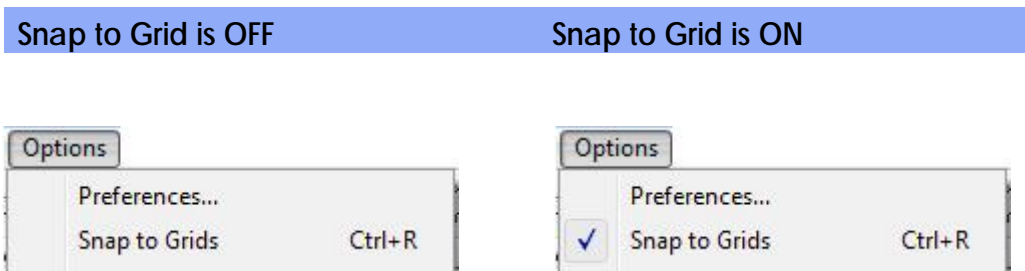 Snap to Grid is OFF Snap to Grid is ON
Options Options
Preferences... Preferences...
Snap to Grids Ctrl+R ✓ Snap to Grids Ctrl+R